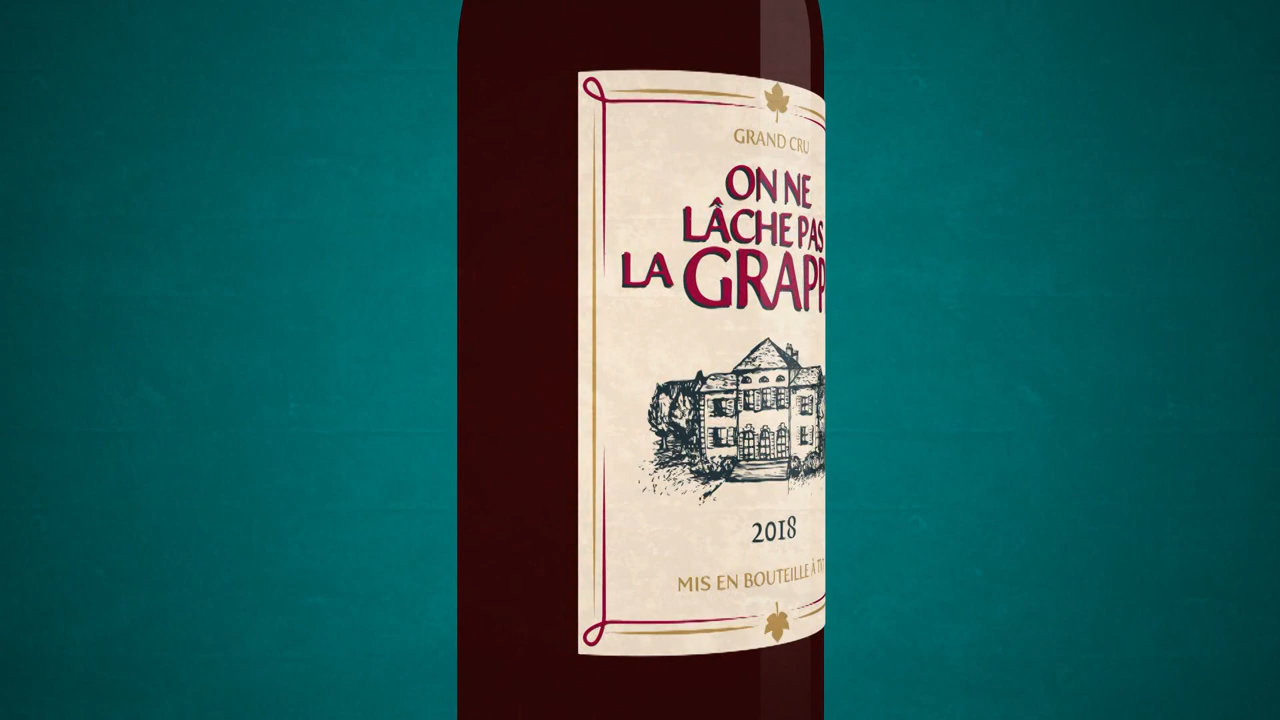 GRAND CRU
ON NE
LÂCHE PAS
LA GRAPP
2018
MIS EN BOUTEILLE À